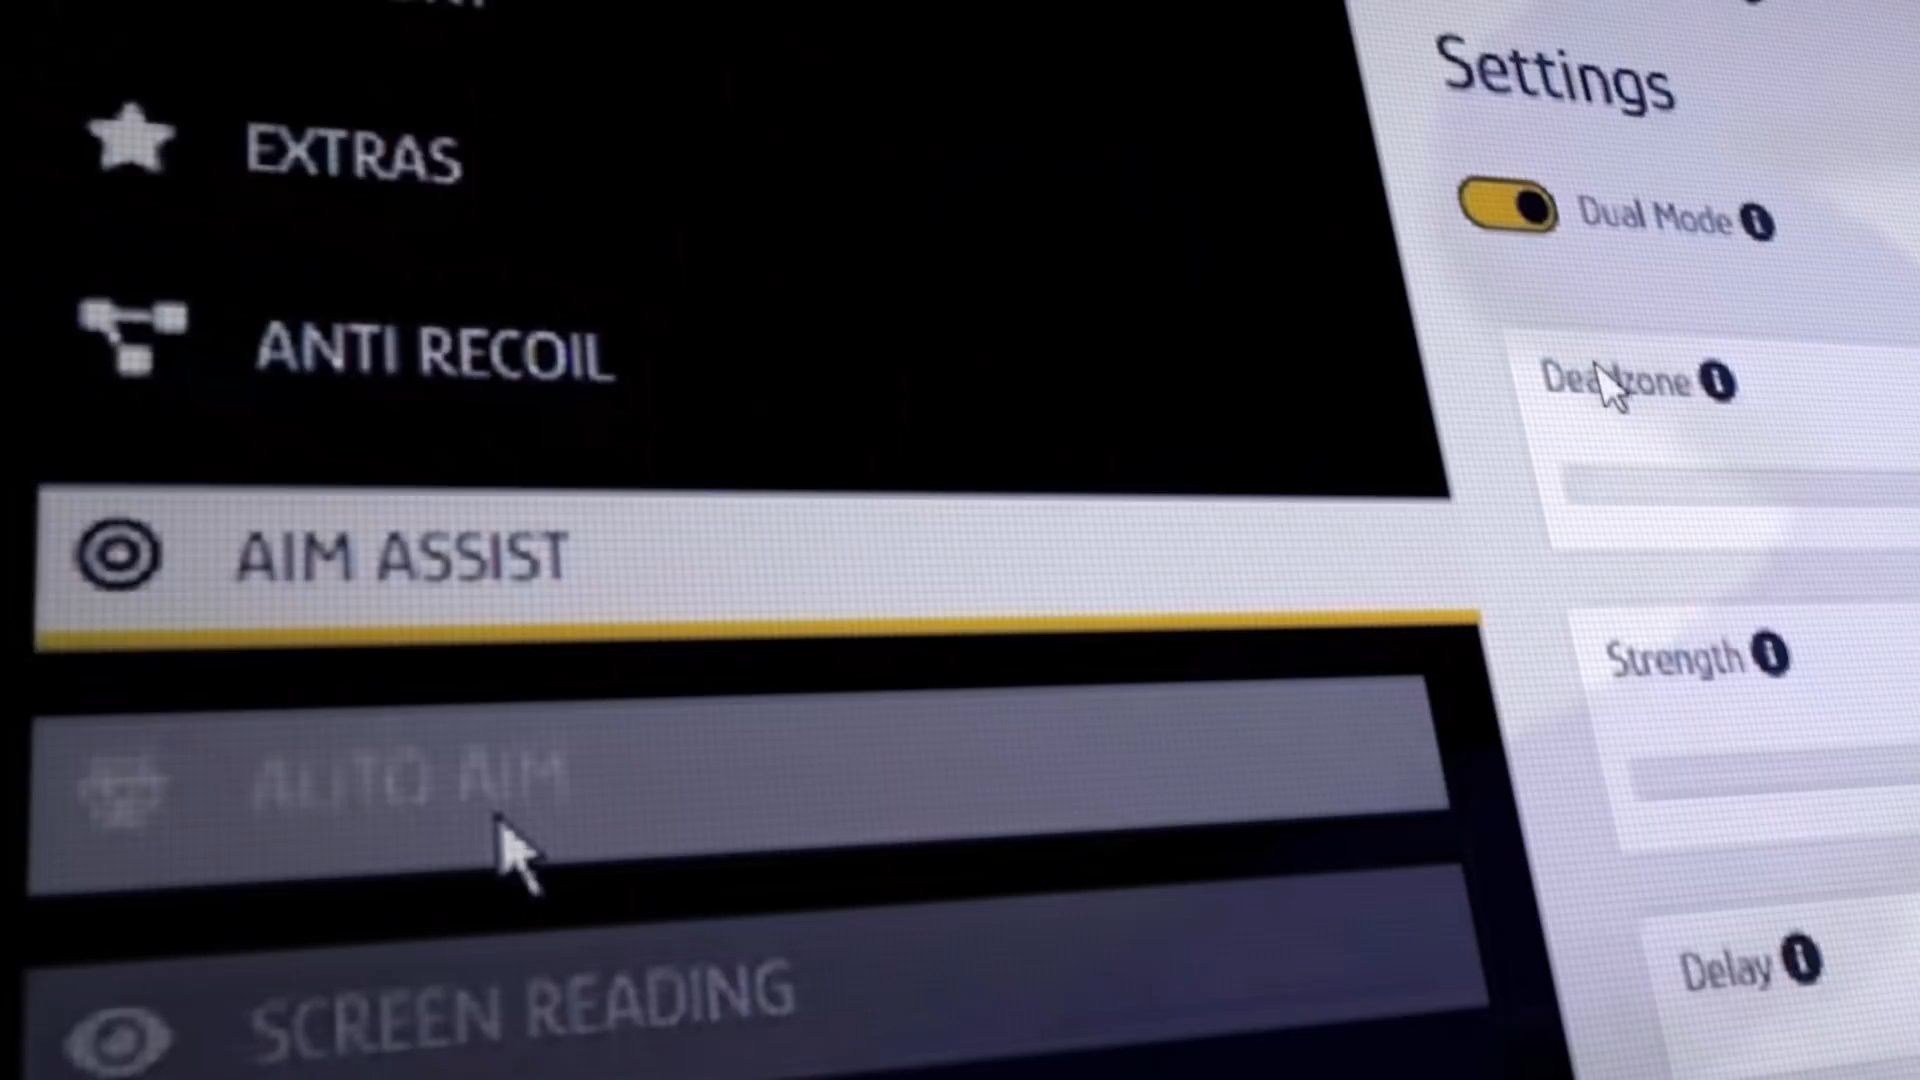 EXTRAS
ANTI RECOIL
AIM ASSIST
AUTO AIM
SCREEN READING
Settings
Dual Mode
Deadzone
Strength
Delay